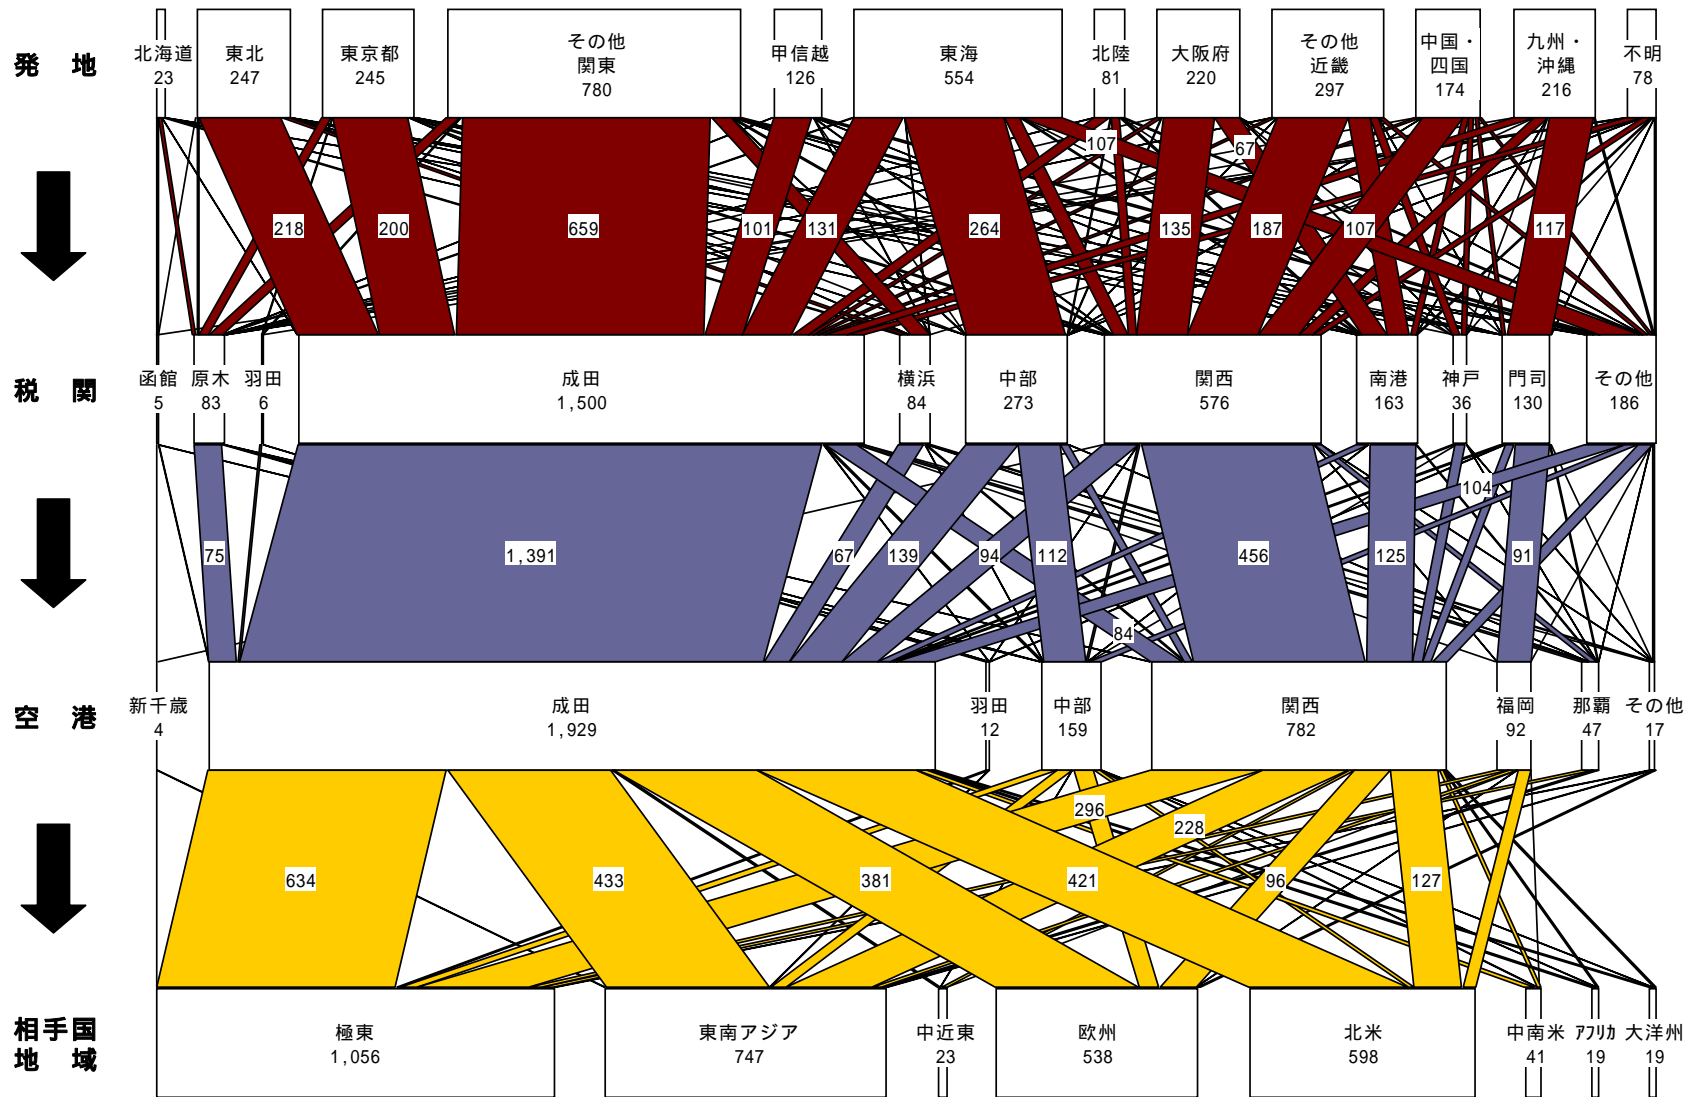 発 地
北海道
23
東北
247
東京都
245
その他
関東
780
甲信越
126
東海
554
北陸
81
大阪府
220
その他
近畿
297
中国・
四国
174
九州・
沖縄
216
不明
78
107
67
218
200
659
101
131
264
135
187
107
117
税 関
函館
5
原木
83
羽田
6
成田
1,500
横浜
84
中部
273
関西
576
南港
163
神戸
36
門司
130
その他
186
104
75
1,391
67
139
94
112
456
125
91
84
空 港
新千歳
4
成田
1,929
羽田
12
中部
159
関西
782
福岡
92
那覇
47
その他
17
296
228
634
433
381
421
96
127
相手国
地 域
極東
1,056
東南アジア
747
中近東
23
欧州
538
北米
598
中南米
41
ｱﾌﾘｶ
19
大洋州
19